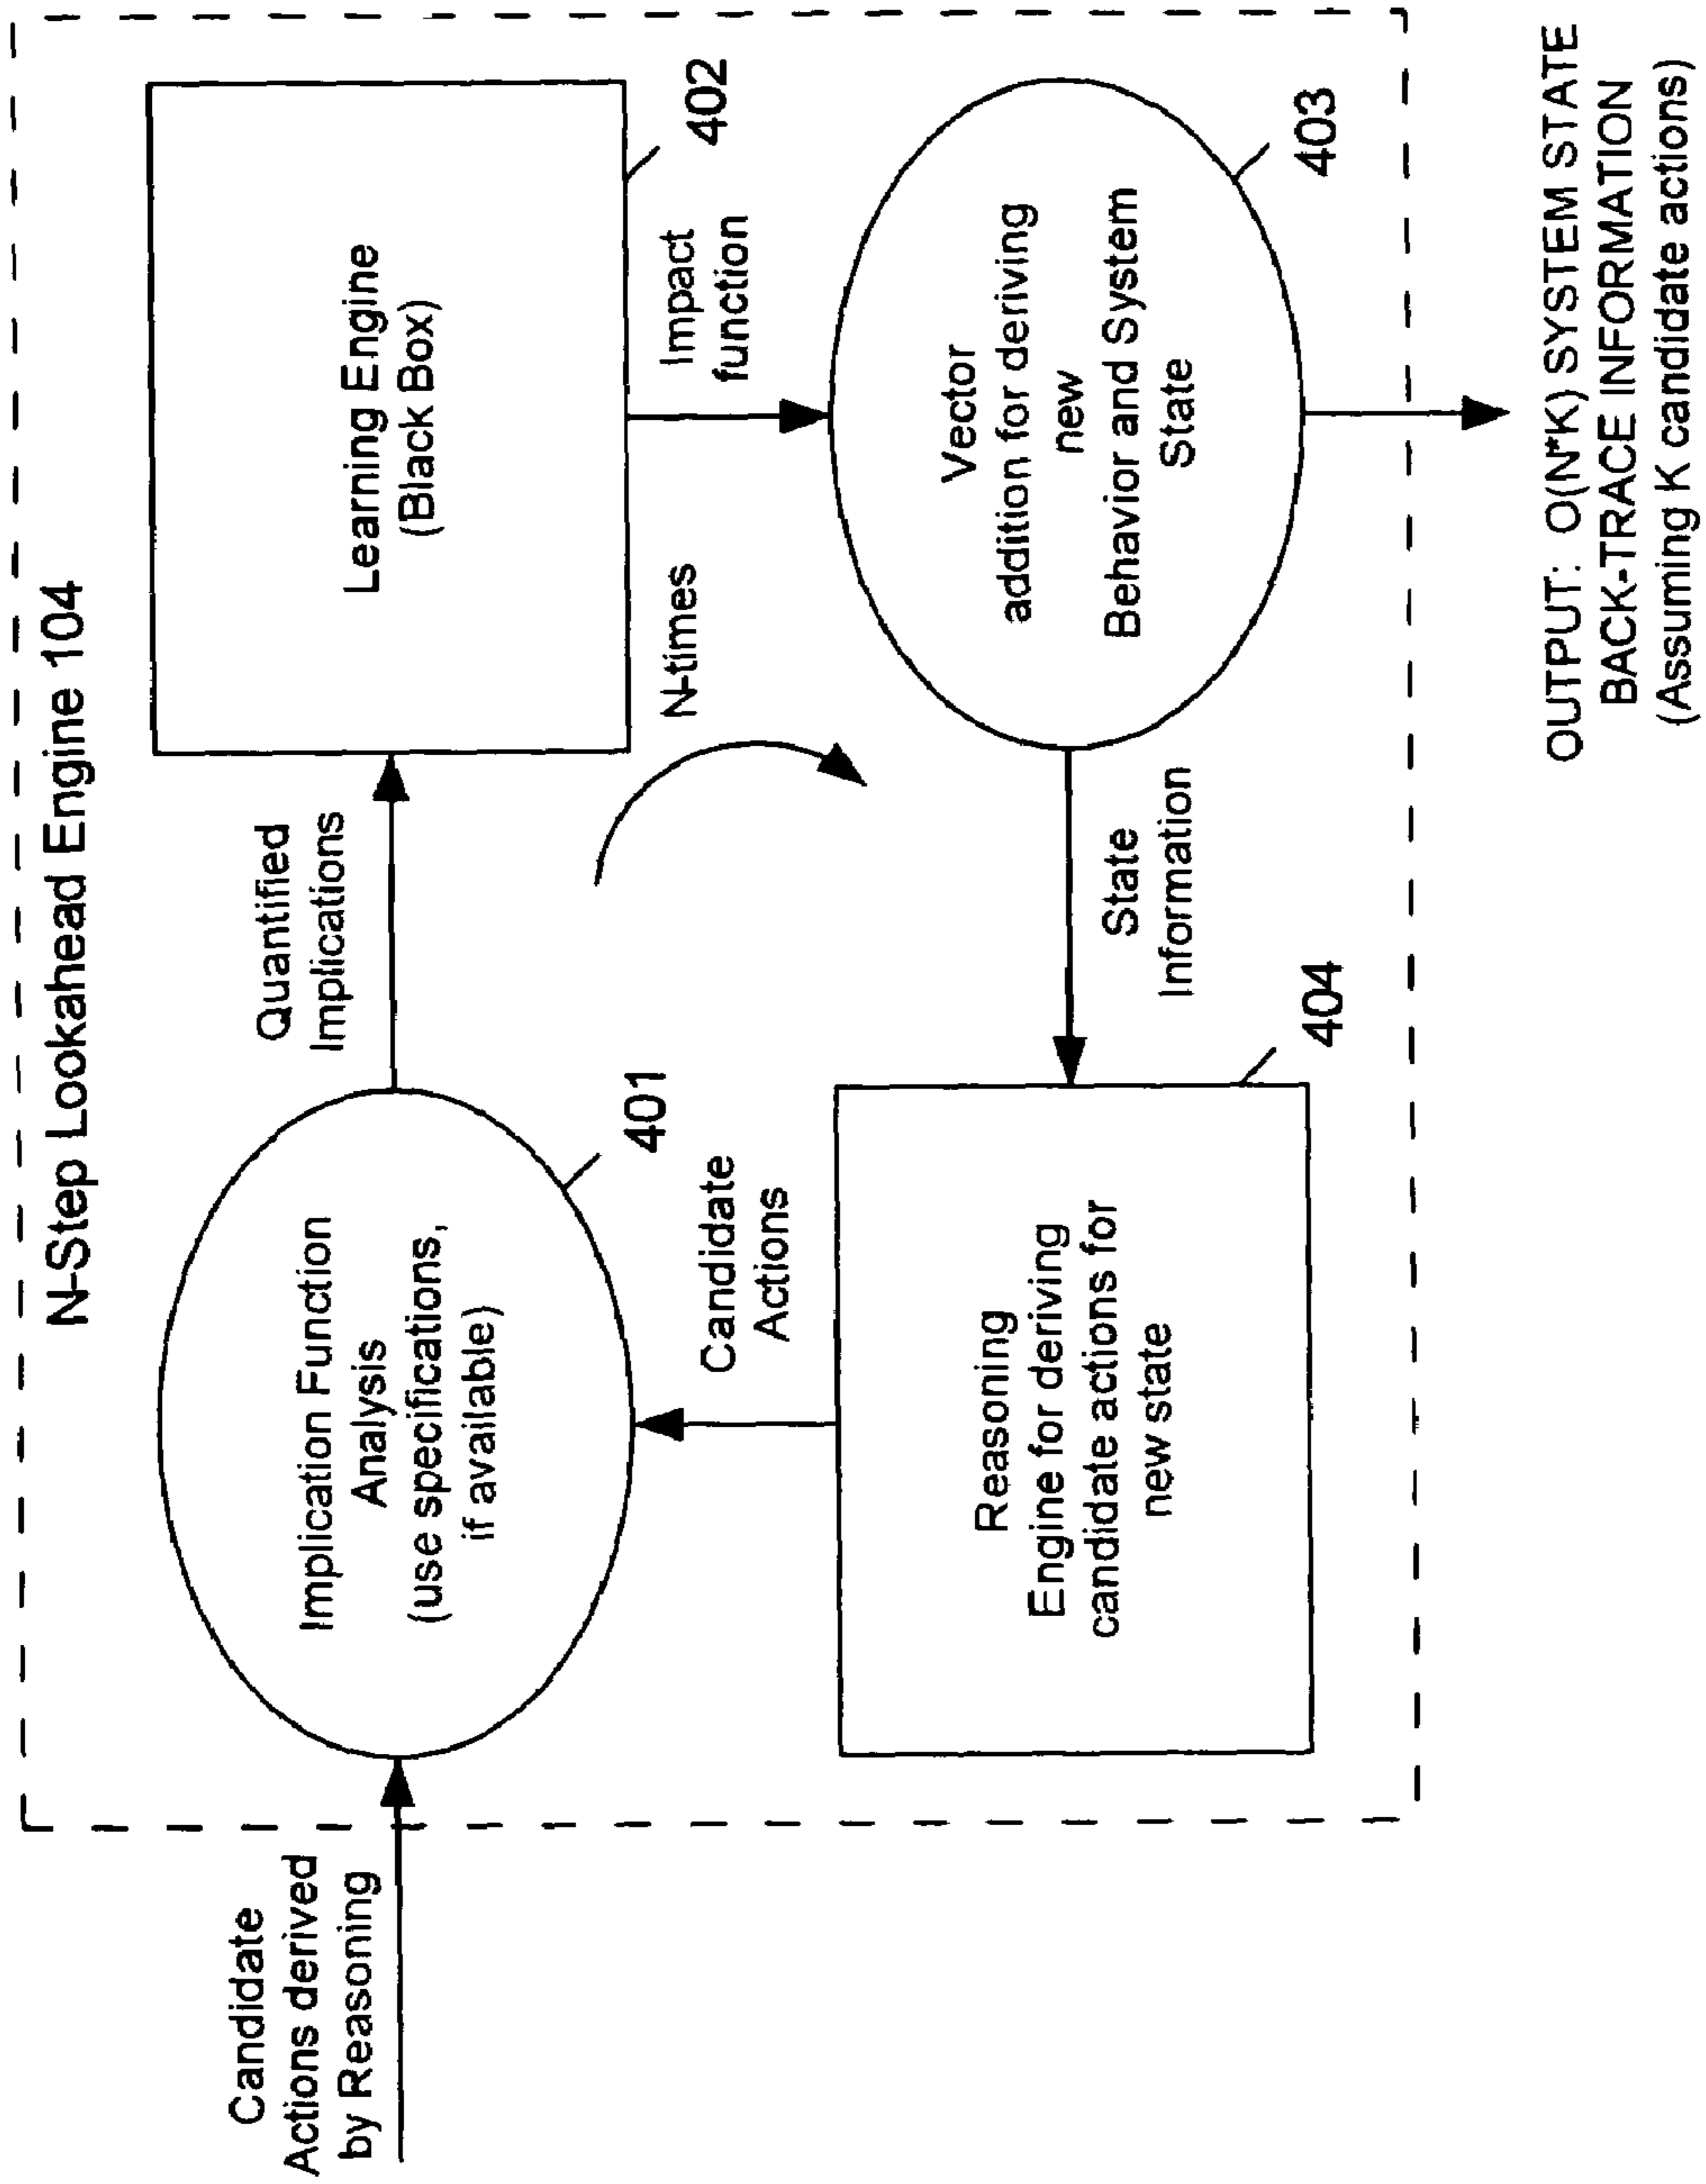 N-Step Lookahead Engine 104
Candidate
Actions derived
by Reasoning
Implication Function
Analysis
(use specifications,
if available)
401
Quantified
Implications
Learning Engine
(Black Box)
402
N-times
Impact
function
Candidate
Actions
Reasoning
Engine for deriving
candidate actions for
new state
404
State
Information
Vector
addition for deriving
new
Behavior and System
State
403
OUTPUT: O(N*K) SYSTEM STATE
BACK-TRACE INFORMATION
(Assuming K candidate actions)